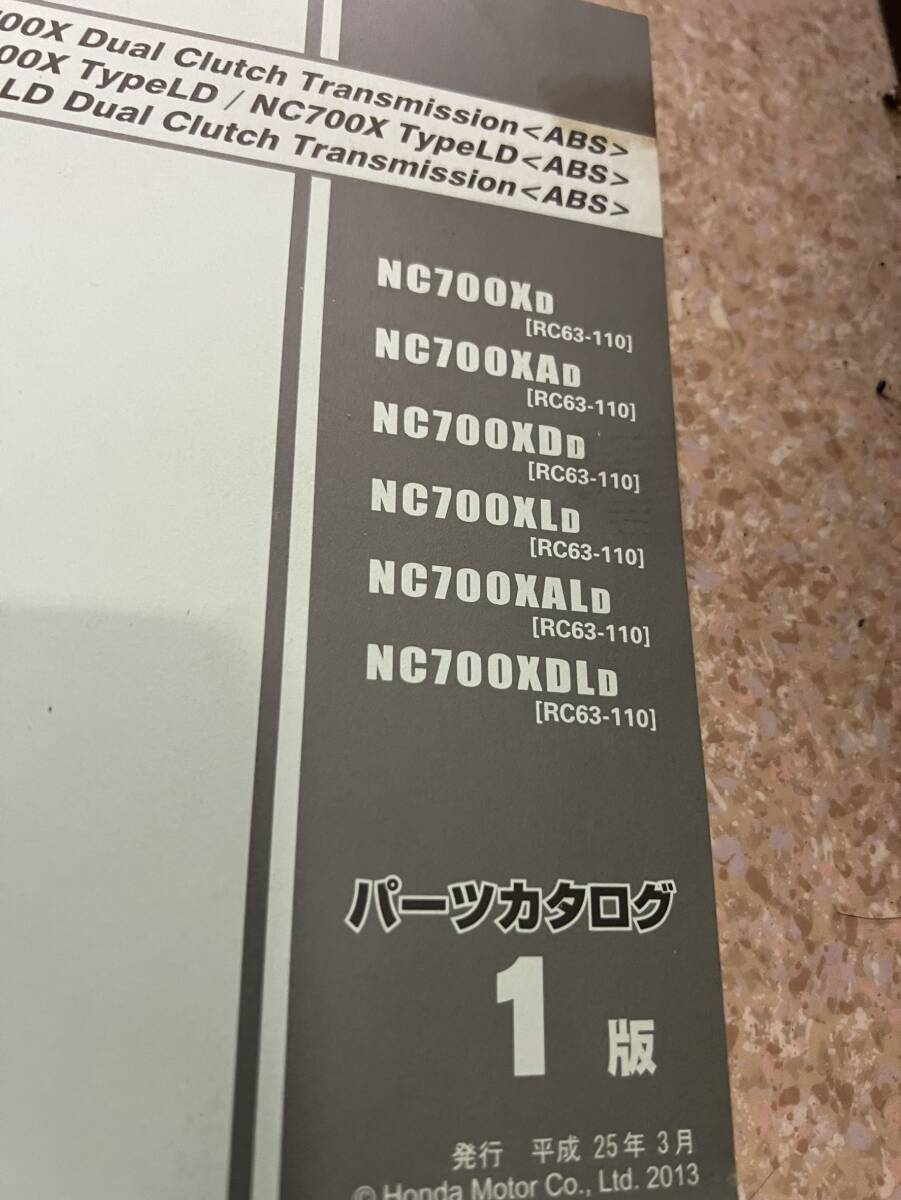 00X Dual Clutch Transmission<ABS>
00X TypeLD / NC700X TypeLD<ABS>
LD Dual Clutch Transmission<ABS>
NC700XD
[RC63-110]
NC700XAD
[RC63-110]
NC700XDD
[RC63-110]
NC700XLD
[RC63-110]
NC700XALD
[RC63-110]
NC700XDLD
[RC63-110]
パーツカタログ
1 版
発行 平成 25年 3月
© Honda Motor Co., Ltd. 2013